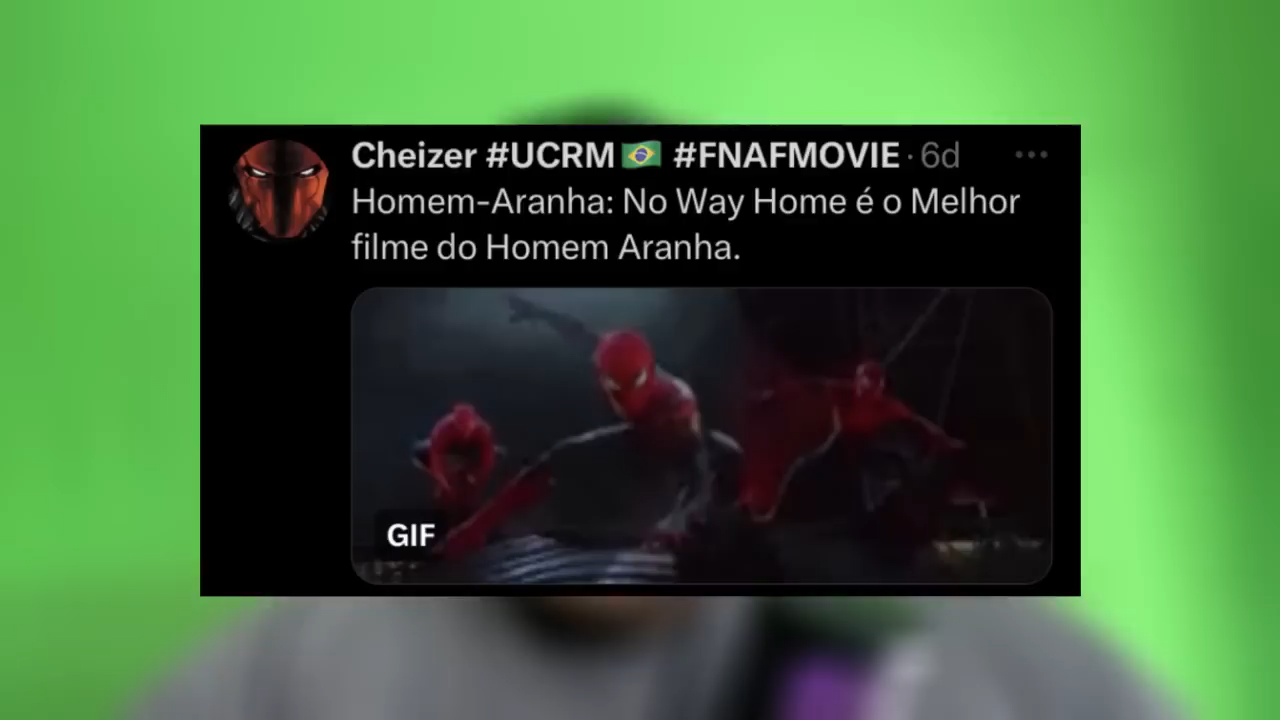 Cheizer #UCRM🇧🇷 #FNAFMOVIE · 6d
Homem-Aranha: No Way Home é o Melhor
filme do Homem Aranha.
GIF